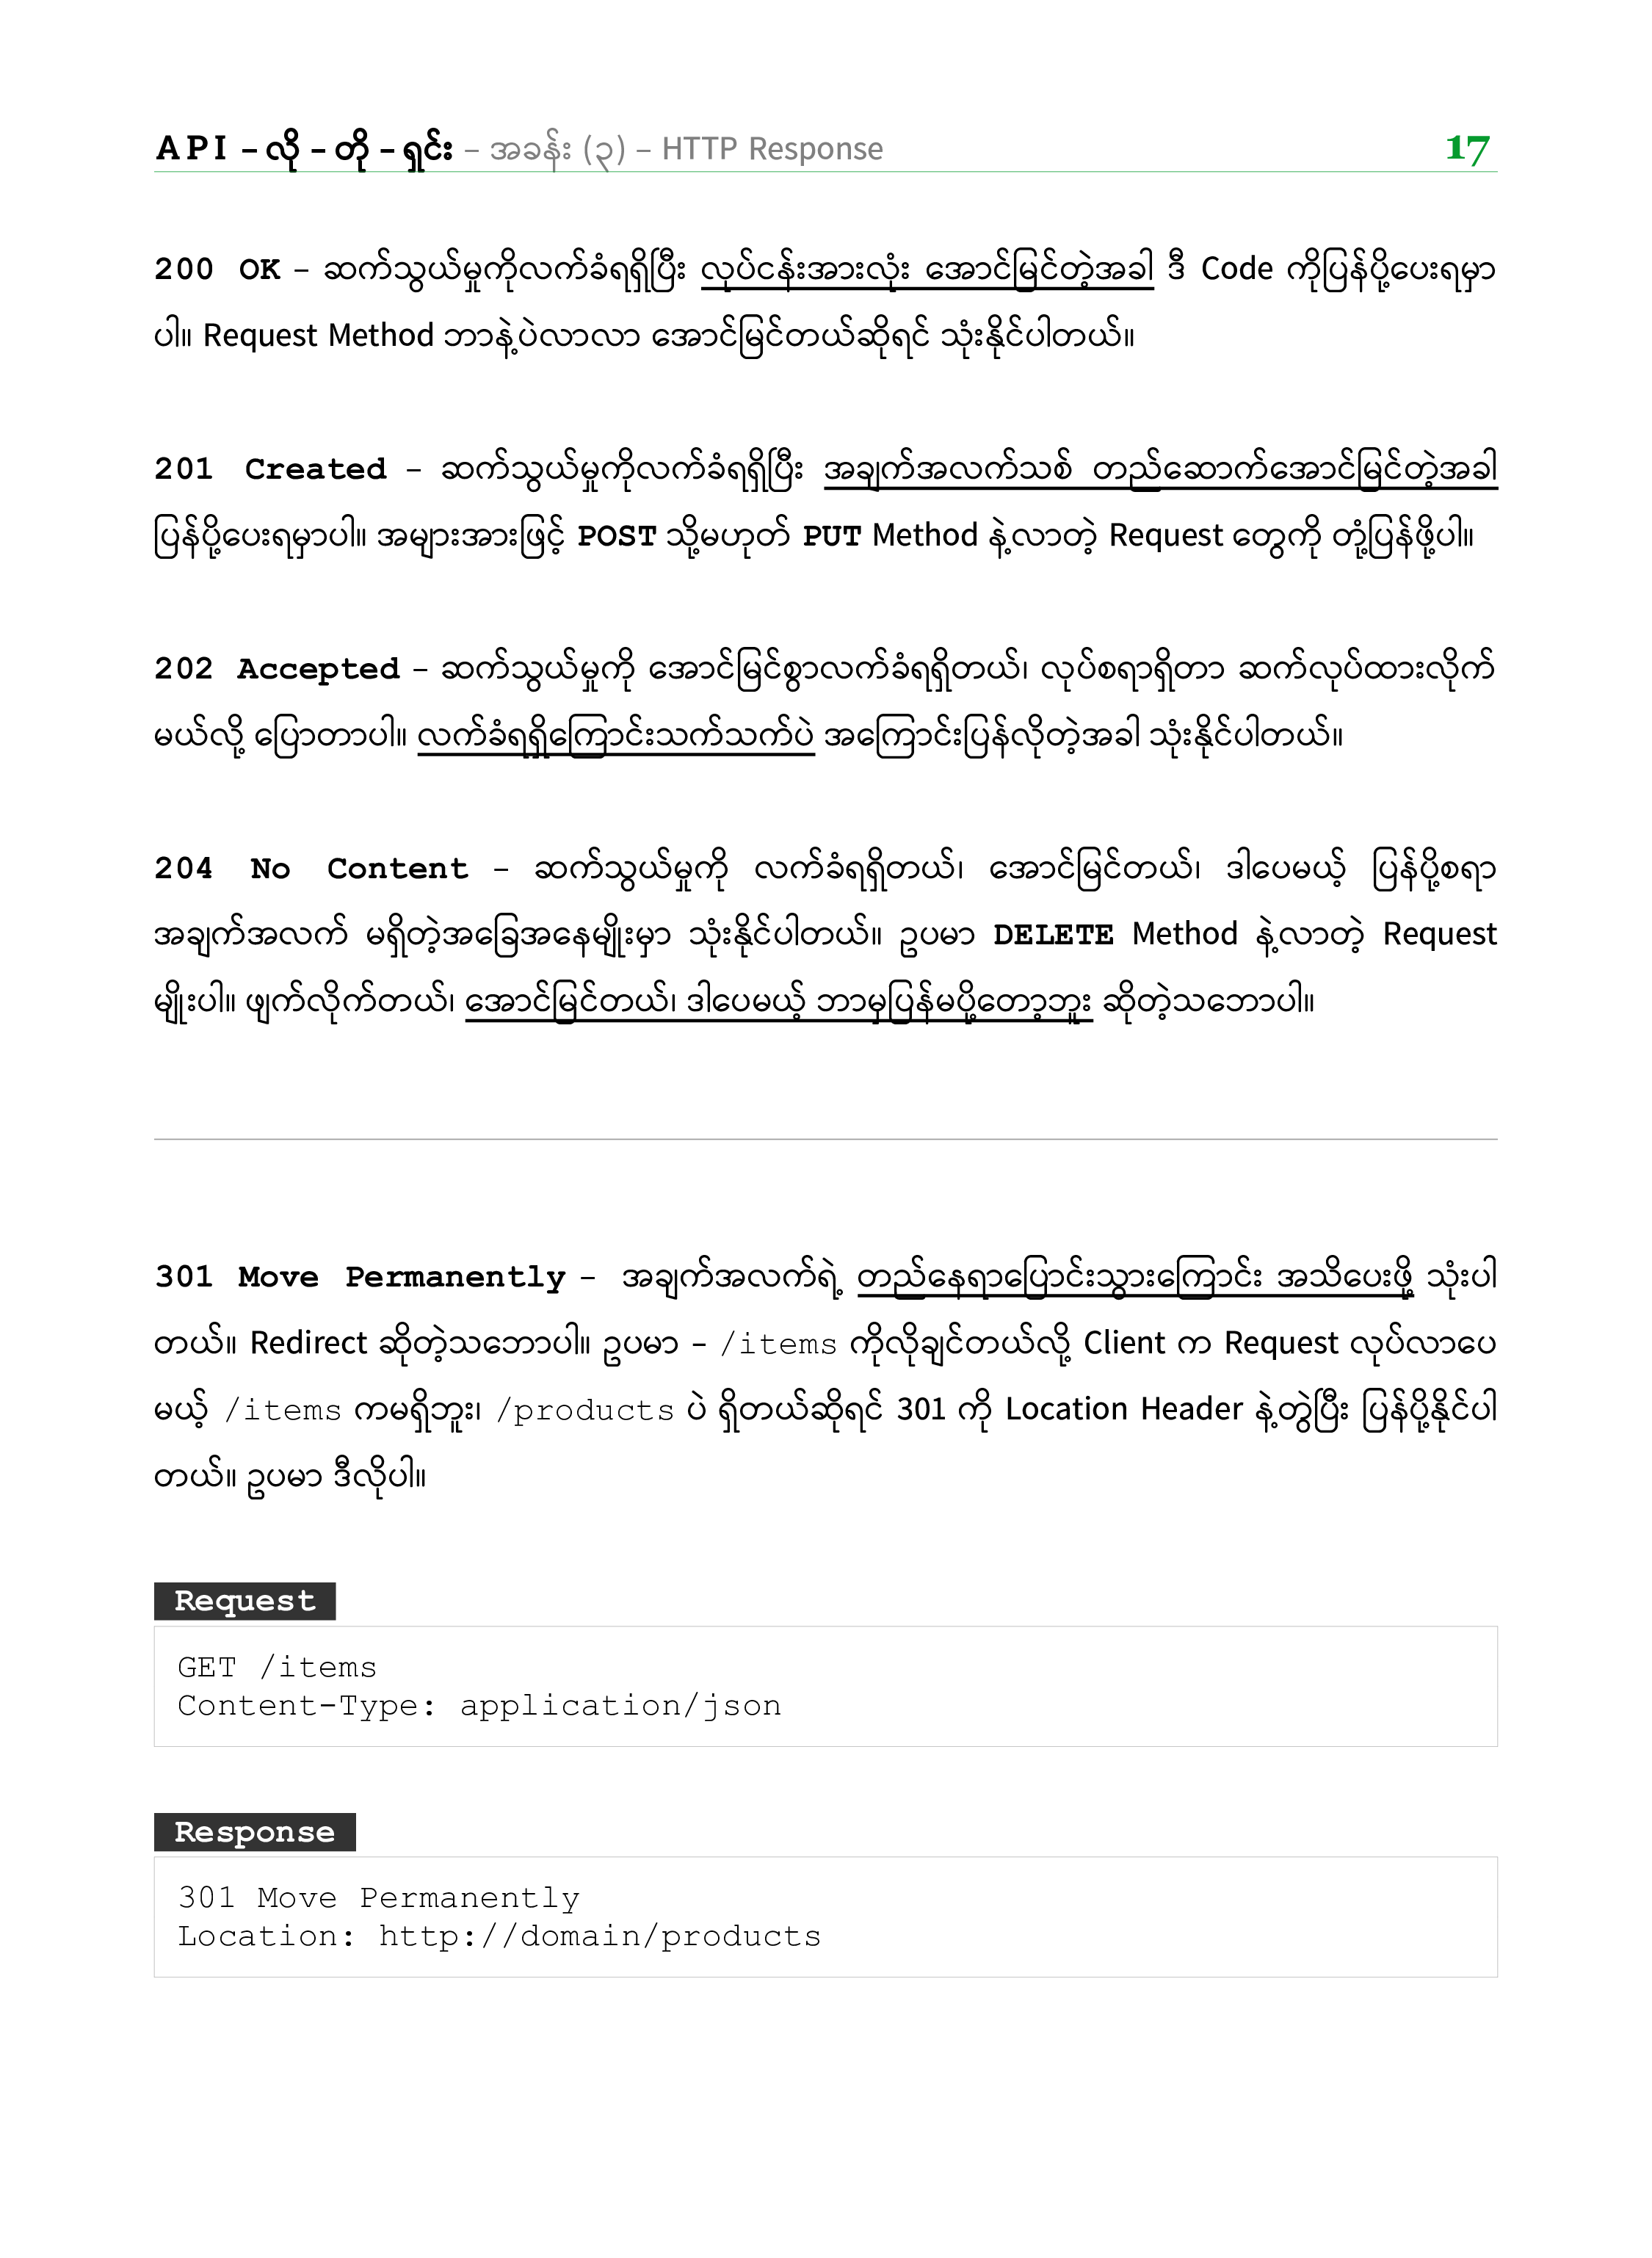 API – လို – တို – ရှင်း – အခန်း (၃) – HTTP Response 17
200 OK – ဆက်သွယ်မှုကိုလက်ခံရရှိပြီး လုပ်ငန်းအားလုံး အောင်မြင်တဲ့အခါ ဒီ Code ကိုပြန်ပို့ပေးရမှာ
ပါ။ Request Method ဘာနဲ့ပဲလာလာ အောင်မြင်တယ်ဆိုရင် သုံးနိုင်ပါတယ်။
201 Created – ဆက်သွယ်မှုကိုလက်ခံရရှိပြီး အချက်အလက်သစ် တည်ဆောက်အောင်မြင်တဲ့အခါ
ပြန်ပို့ပေးရမှာပါ။ အများအားဖြင့် POST သို့မဟုတ် PUT Method နဲ့လာတဲ့ Request တွေကို တုံ့ပြန်ဖို့ပါ။
202 Accepted – ဆက်သွယ်မှုကို အောင်မြင်စွာလက်ခံရရှိတယ်၊ လုပ်စရာရှိတာ ဆက်လုပ်ထားလိုက်
မယ်လို့ ပြောတာပါ။ လက်ခံရရှိကြောင်းသက်သက်ပဲ အကြောင်းပြန်လိုတဲ့အခါ သုံးနိုင်ပါတယ်။
204 No Content – ဆက်သွယ်မှုကို လက်ခံရရှိတယ်၊ အောင်မြင်တယ်၊ ဒါပေမယ့် ပြန်ပို့စရာ
အချက်အလက် မရှိတဲ့အခြေအနေမျိုးမှာ သုံးနိုင်ပါတယ်။ ဥပမာ DELETE Method နဲ့လာတဲ့ Request
မျိုးပါ။ ဖျက်လိုက်တယ်၊ အောင်မြင်တယ်၊ ဒါပေမယ့် ဘာမှပြန်မပို့တော့ဘူး ဆိုတဲ့သဘောပါ။
301 Move Permanently – အချက်အလက်ရဲ့ တည်နေရာပြောင်းသွားကြောင်း အသိပေးဖို့ သုံးပါ
တယ်။ Redirect ဆိုတဲ့သဘောပါ။ ဥပမာ – /items ကိုလိုချင်တယ်လို့ Client က Request လုပ်လာပေ
မယ့် /items ကမရှိဘူး၊ /products ပဲ ရှိတယ်ဆိုရင် 301 ကို Location Header နဲ့တွဲပြီး ပြန်ပို့နိုင်ပါ
တယ်။ ဥပမာ ဒီလိုပါ။
Request
GET /items
Content-Type: application/json
Response
301 Move Permanently
Location: http://domain/products